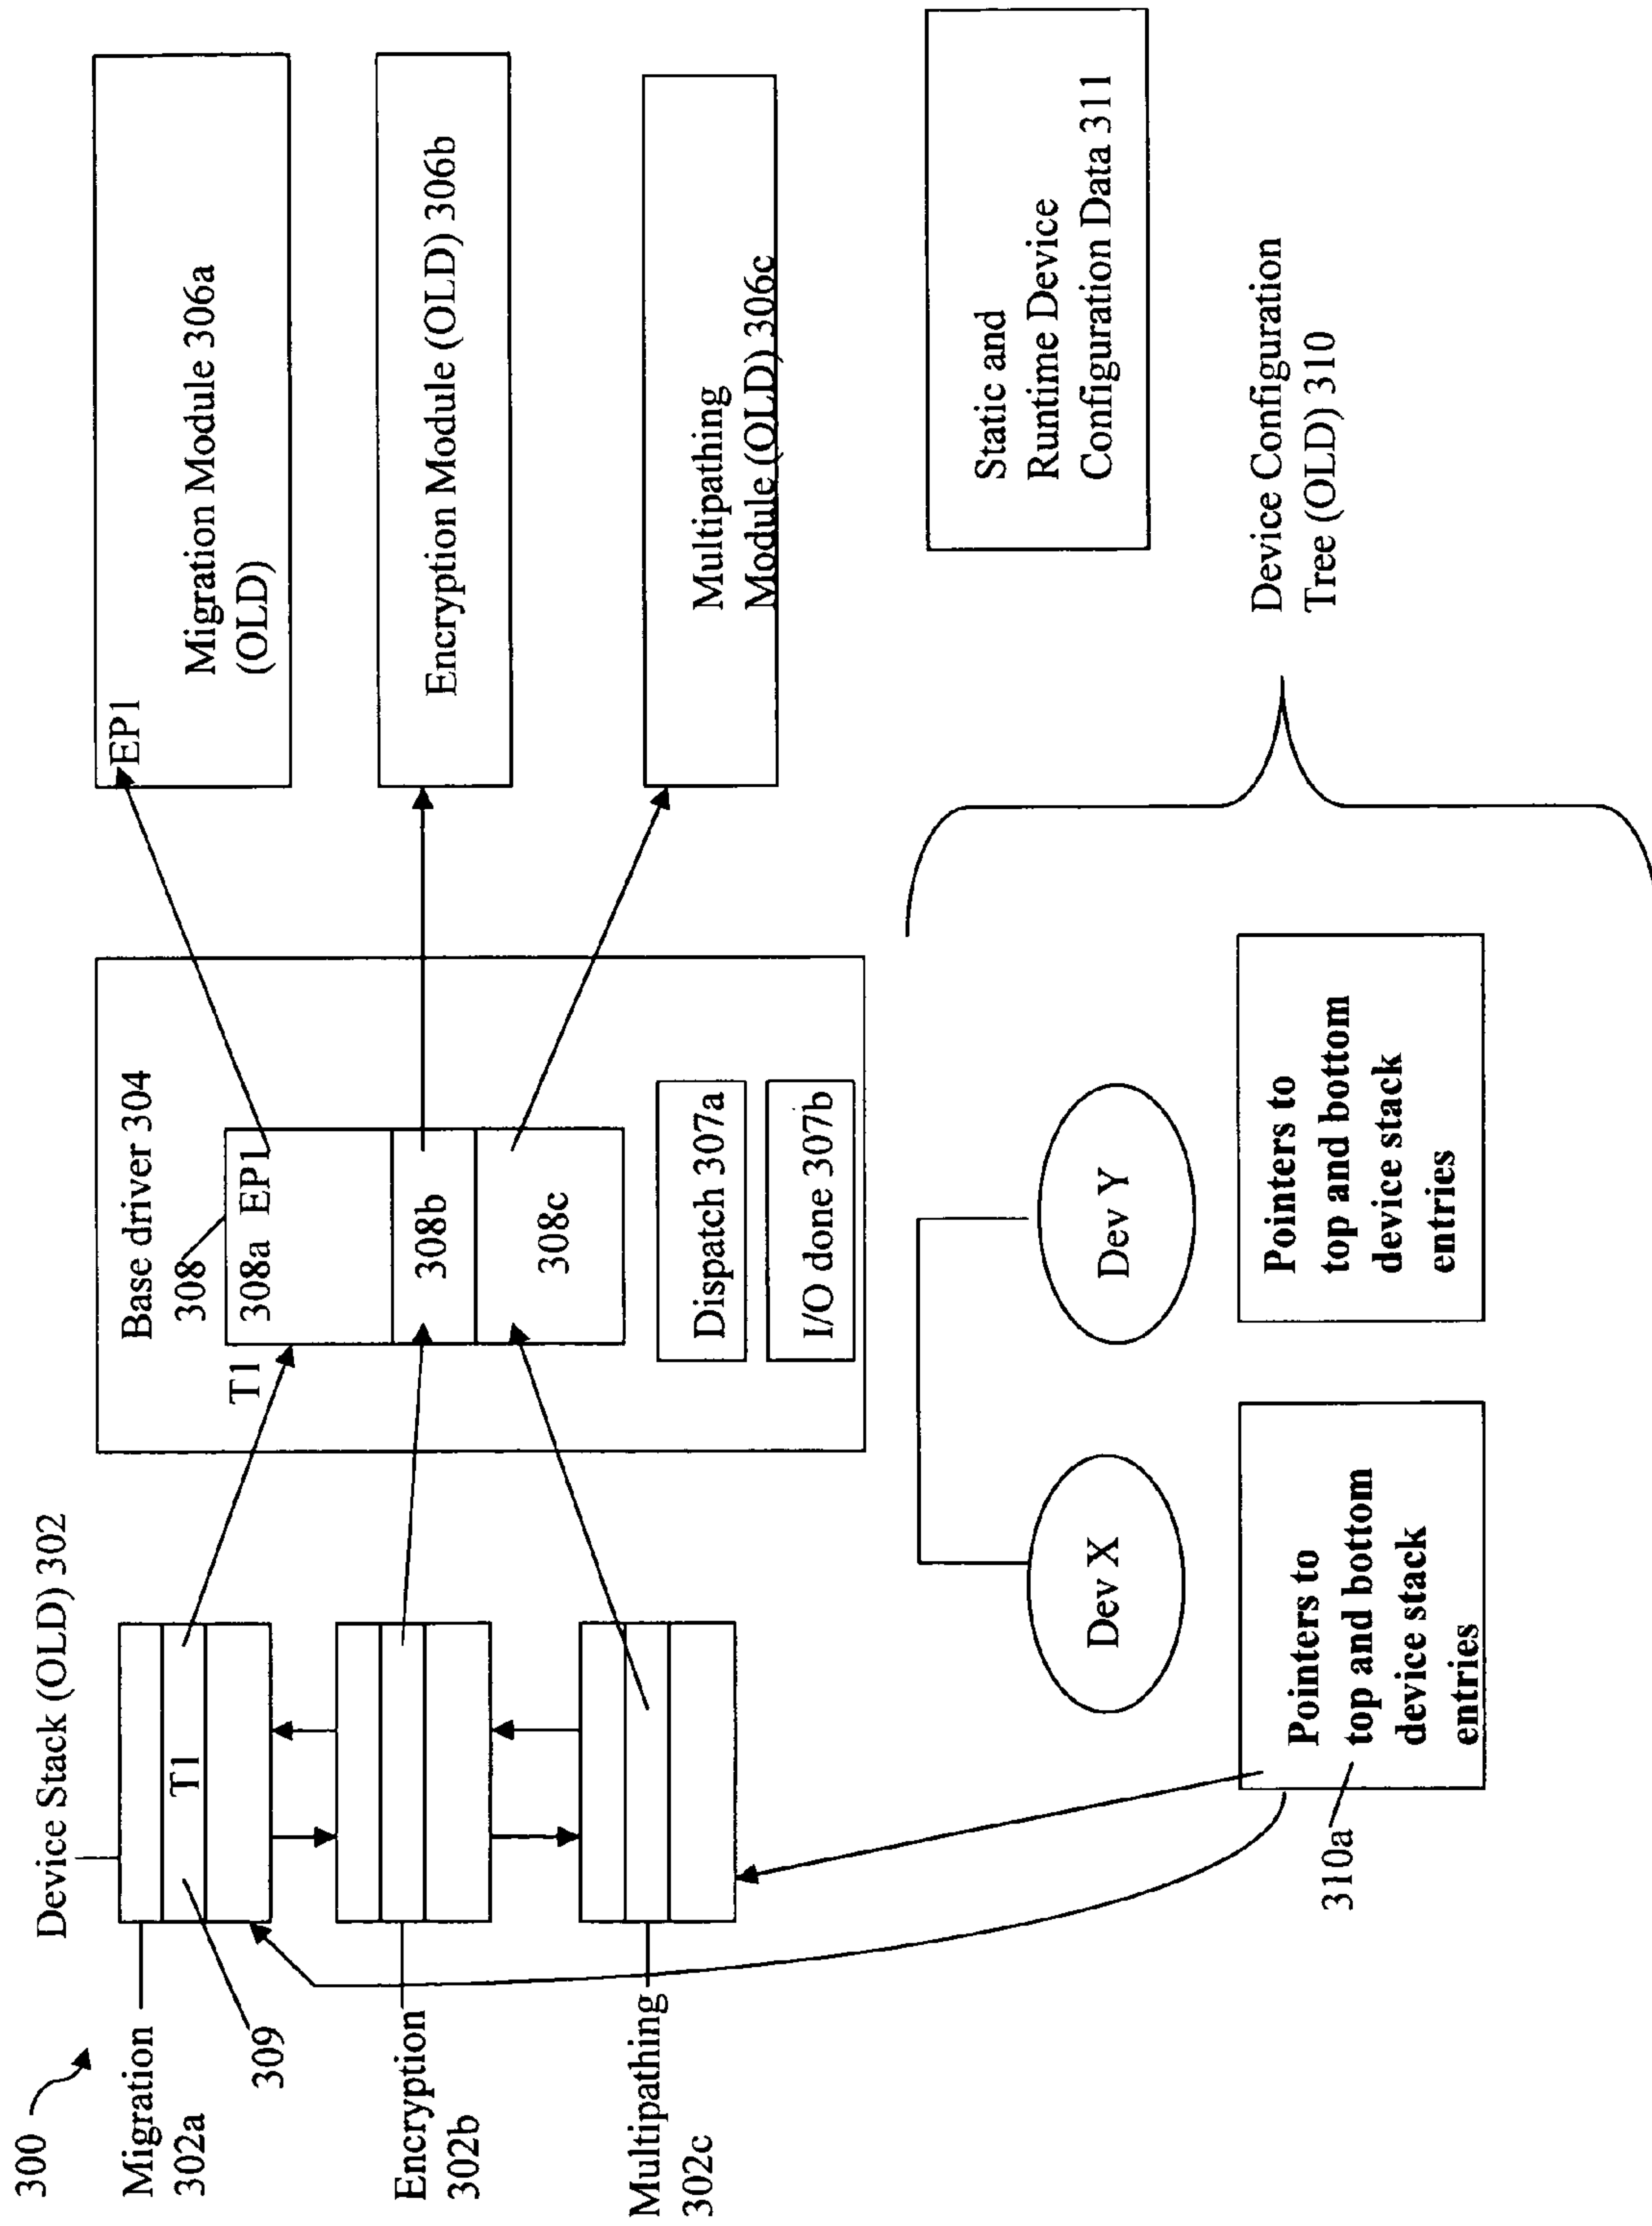 300
Device Stack (OLD) 302
Migration
302a
309
T1
Encryption
302b
Multipathing
302c
Base driver 304
308
308a EP1
T1
308b
308c
Dispatch 307a
I/O done 307b
EP1
Migration Module 306a
(OLD)
Encryption Module (OLD) 306b
Multipathing
Module (OLD) 306c
Static and
Runtime Device
Configuration Data 311
Device Configuration
Tree (OLD) 310
Dev X
Dev Y
310a
Pointers to
top and bottom
device stack
entries
Pointers to
top and bottom
device stack
entries